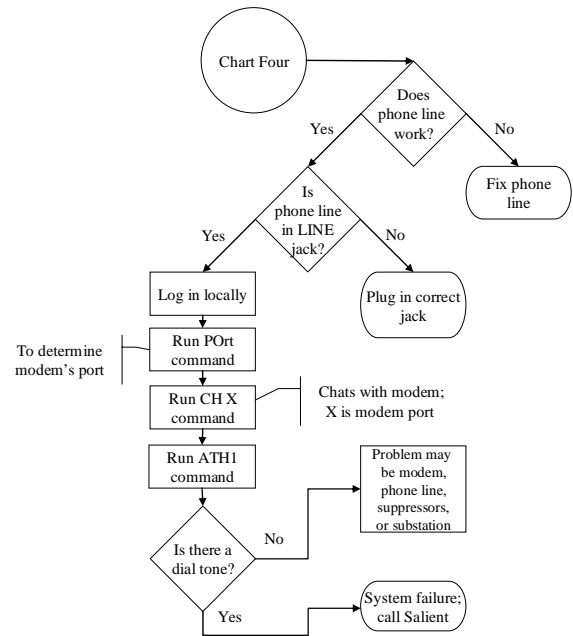 Chart Four
Does
phone line
work?
Yes
No
Fix phone
line
Is
phone line
in LINE
jack?
Yes
No
Plug in correct
jack
Log in locally
To determine
modem's port
Run POrt
command
Run CH X
command
Chats with modem;
X is modem port
Run ATH1
command
Problem may
be modem,
phone line,
suppressors,
or substation
Is there a
dial tone?
No
Yes
System failure;
call Salient